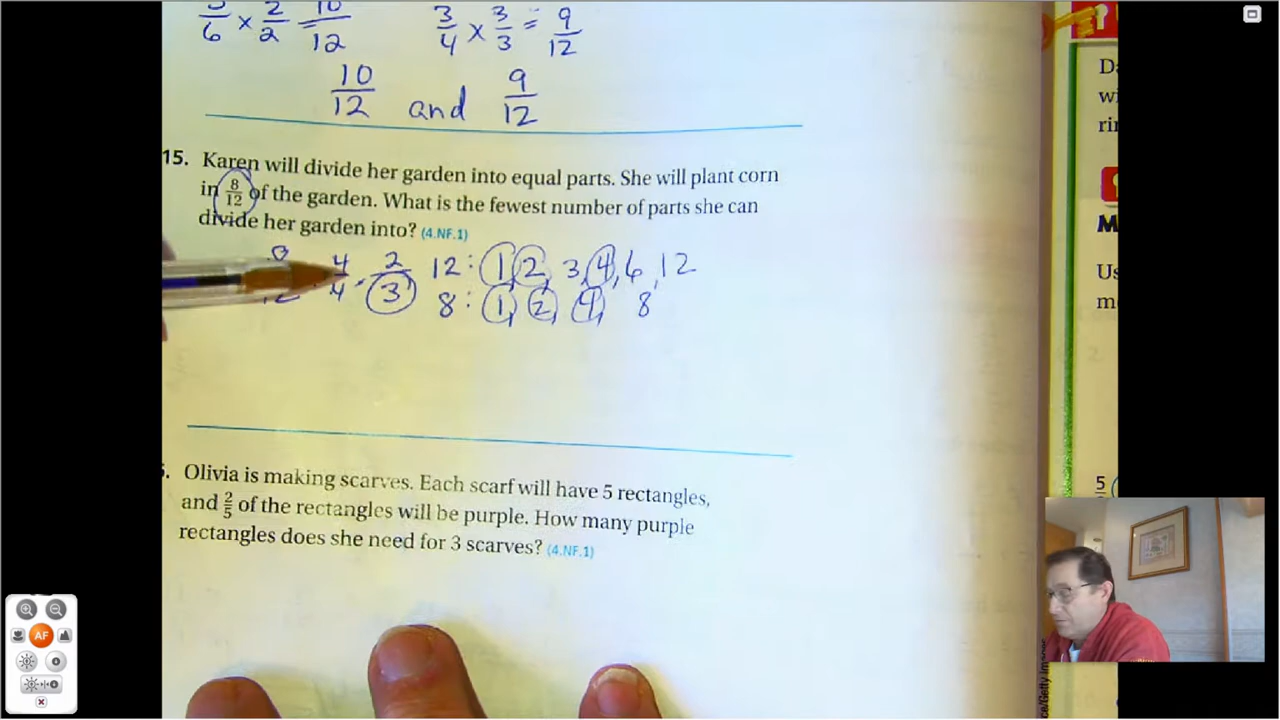 6 × 2/2 = 10/12 3/4 × 3/3 = 9/12
10/12 and 9/12
15. Karen will divide her garden into equal parts. She will plant corn
in 8/12 of the garden. What is the fewest number of parts she can
divide her garden into? (4.NF.1)
8 4 2 12: 1, 2, 3, 4, 6, 12
12 4 3 8: 1, 2, 4, 8
Olivia is making scarves. Each scarf will have 5 rectangles,
and 2/5 of the rectangles will be purple. How many purple
rectangles does she need for 3 scarves? (4.NF.1)
wi
M
Us
5
AF